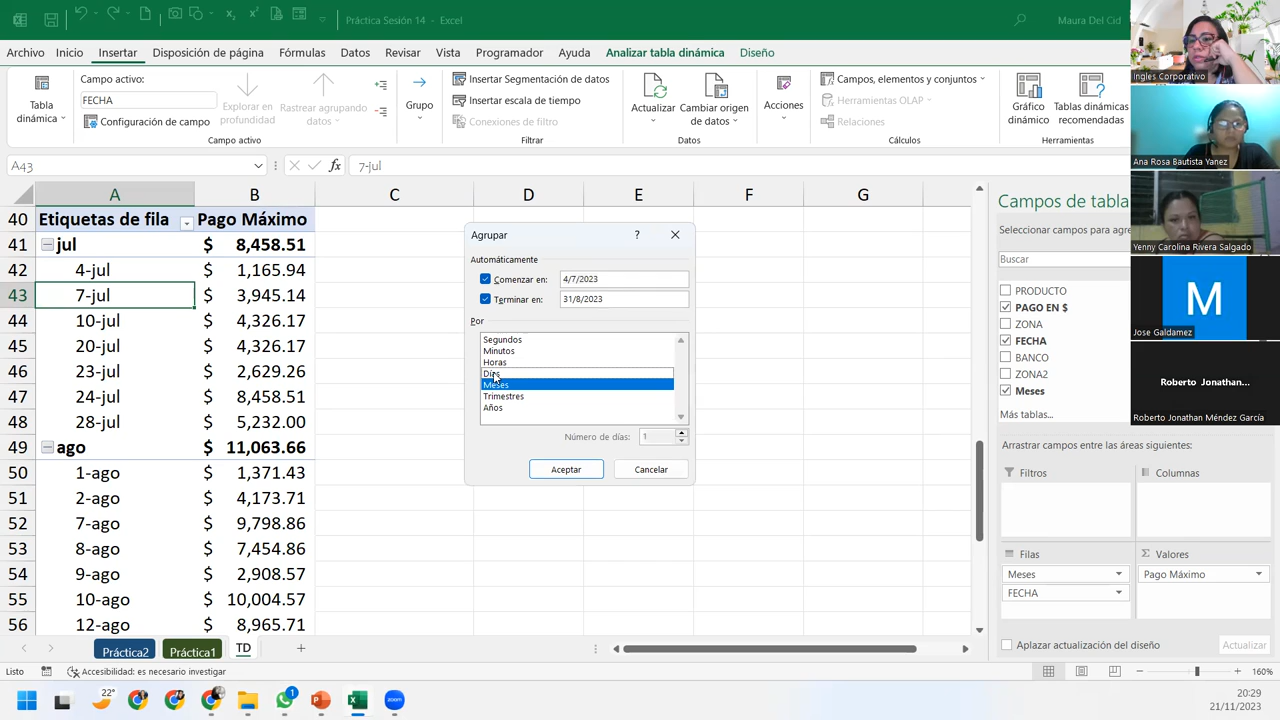 Práctica Sesión 14 - Excel
Maura Del Cid
Archivo Inicio Insertar Disposición de página Fórmulas Datos Revisar Vista Programador Ayuda Analizar tabla dinámica Diseño
Tabla dinámica
Campo activo:
FECHA
Configuración de campo
Explorar en profundidad
Rastrear agrupando datos
Campo activo
Grupo
Insertar Segmentación de datos
Insertar escala de tiempo
Conexiones de filtro
Filtrar
Actualizar
Cambiar origen de datos
Datos
Acciones
Campos, elementos y conjuntos
Herramientas OLAP
Relaciones
Cálculos
Gráfico dinámico
Tablas dinámicas recomendadas
Herramientas
A43
fx 7-jul
A B C D E F G
40 Etiquetas de fila Pago Máximo
41 jul $ 8,458.51
42 4-jul $ 1,165.94
43 7-jul $ 3,945.14
44 10-jul $ 4,326.17
45 20-jul $ 4,326.17
46 23-jul $ 2,629.26
47 24-jul $ 8,458.51
48 28-jul $ 5,232.00
49 ago $ 11,063.66
50 1-ago $ 1,371.43
51 2-ago $ 4,173.71
52 7-ago $ 9,798.86
53 8-ago $ 7,454.86
54 9-ago $ 2,908.57
55 10-ago $ 10,004.57
56 12-ago $ 8,965.71
Agrupar ?
Automáticamente
Comenzar en: 4/7/2023
Terminar en: 31/8/2023
Por
Segundos
Minutos
Horas
Días
Meses
Trimestres
Años
Número de días: 1
Aceptar Cancelar
Campos de tabla
Seleccionar campos para agre
Buscar
PRODUCTO
PAGO EN $
ZONA
FECHA
BANCO
ZONA2
Meses
Más tablas...
Arrastrar campos entre las áreas siguientes:
Filtros Columnas
Filas Σ Valores
Meses Pago Máximo
FECHA
Aplazar actualización del diseño Actualizar
Ingles Corporativo
Ana Rosa Bautista Yanez
Yenny Carolina Rivera Salgado
M
Jose Galdamez
Roberto Jonathan...
Roberto Jonathan Méndez García
Práctica2 Práctica1 TD
Listo Accesibilidad: es necesario investigar 160%
22° 1
20:29
21/11/2023